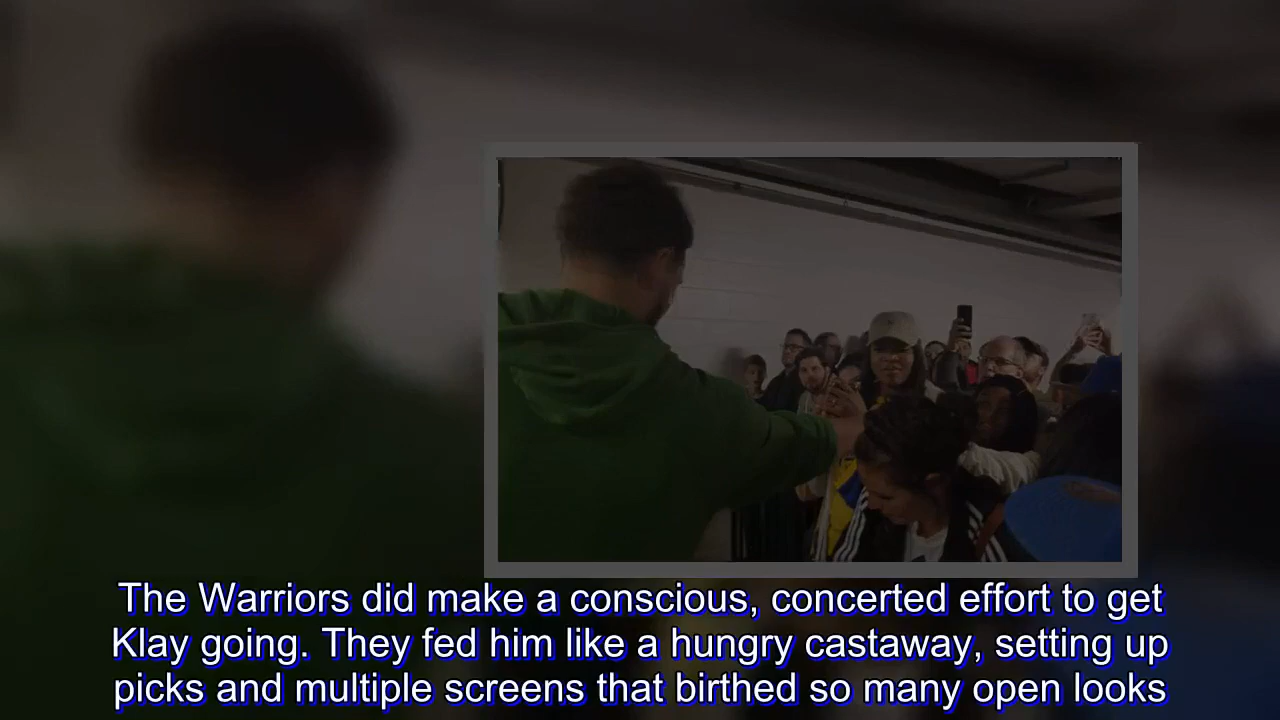 The Warriors did make a conscious, concerted effort to get
Klay going. They fed him like a hungry castaway, setting up
picks and multiple screens that birthed so many open looks